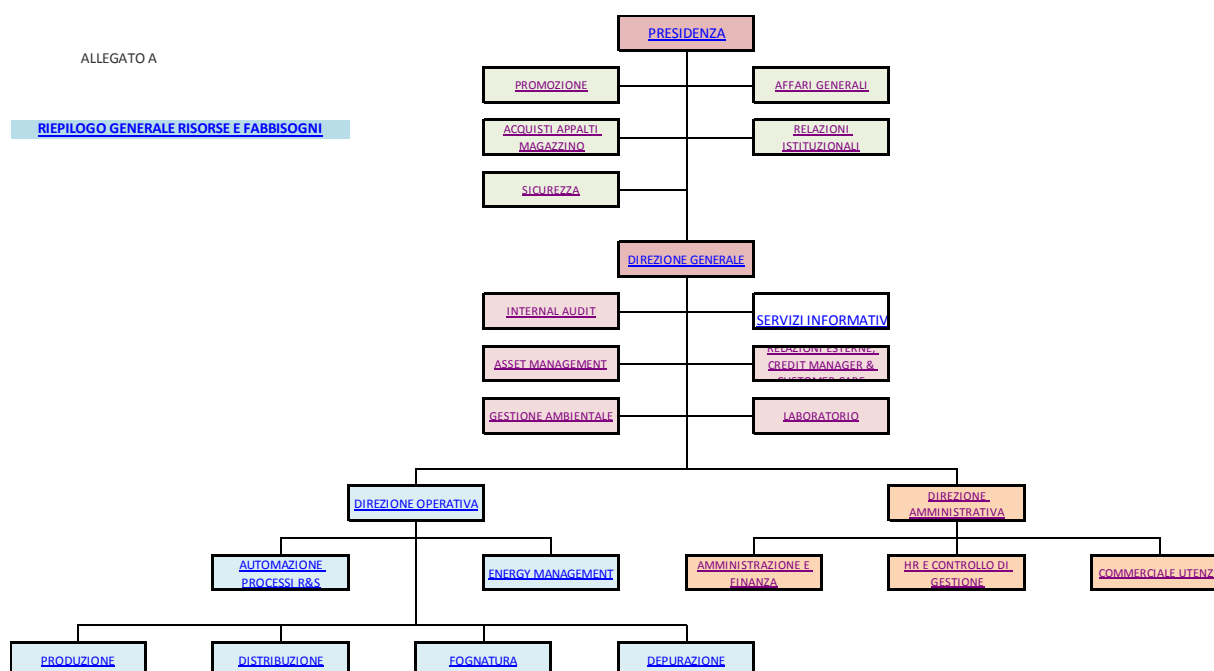 PRESIDENZA
ALLEGATO A
PROMOZIONE
AFFARI GENERALI
RIEPILOGO GENERALE RISORSE E FABBISOGNI
ACQUISTI APPALTI
MAGAZZINO
RELAZIONI
ISTITUZIONALI
SICUREZZA
DIREZIONE GENERALE
INTERNAL AUDIT
SERVIZI INFORMATIV
ASSET MANAGEMENT
RELAZIONI ESTERNE,
CREDIT MANAGER &
CUSTOMER CARE
GESTIONE AMBIENTALE
LABORATORIO
DIREZIONE OPERATIVA
DIREZIONE
AMMINISTRATIVA
AUTOMAZIONE
PROCESSI R&S
ENERGY MANAGEMENT
AMMINISTRAZIONE E
FINANZA
HR E CONTROLLO DI
GESTIONE
COMMERCIALE UTENZ
PRODUZIONE
DISTRIBUZIONE
FOGNATURA
DEPURAZIONE